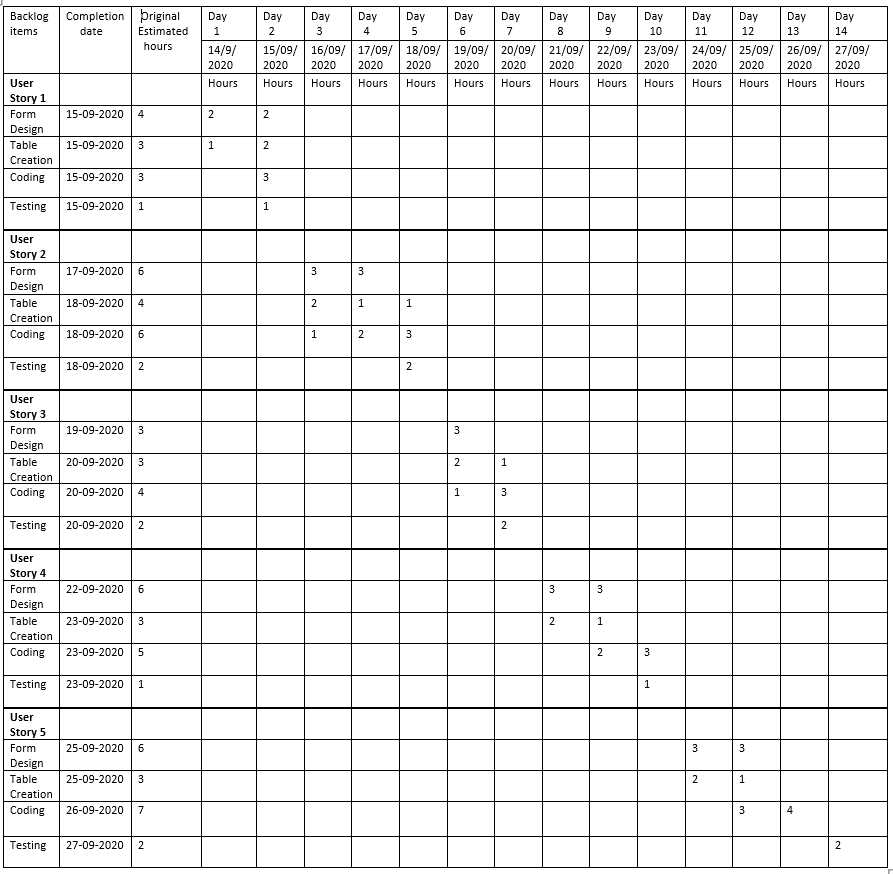 Backlog items Completion date Original Estimated hours Day 1 Day 2 Day 3 Day 4 Day 5 Day 6 Day 7 Day 8 Day 9 Day 10 Day 11 Day 12 Day 13 Day 14
14/9/2020 15/09/2020 16/09/2020 17/09/2020 18/09/2020 19/09/2020 20/09/2020 21/09/2020 22/09/2020 23/09/2020 24/09/2020 25/09/2020 26/09/2020 27/09/2020
User Story 1 Hours Hours Hours Hours Hours Hours Hours Hours Hours Hours Hours Hours Hours Hours
Form Design 15-09-2020 4 2 2
Table Creation 15-09-2020 3 1 2
Coding 15-09-2020 3 3
Testing 15-09-2020 1 1
User Story 2
Form Design 17-09-2020 6 3 3
Table Creation 18-09-2020 4 2 1 1
Coding 18-09-2020 6 1 2 3
Testing 18-09-2020 2 2
User Story 3
Form Design 19-09-2020 3 3
Table Creation 20-09-2020 3 2 1
Coding 20-09-2020 4 1 3
Testing 20-09-2020 2 2
User Story 4
Form Design 22-09-2020 6 3 3
Table Creation 23-09-2020 3 2 1
Coding 23-09-2020 5 2 3
Testing 23-09-2020 1 1
User Story 5
Form Design 25-09-2020 6 3 3
Table Creation 25-09-2020 3 2 1
Coding 26-09-2020 7 3 4
Testing 27-09-2020 2 2